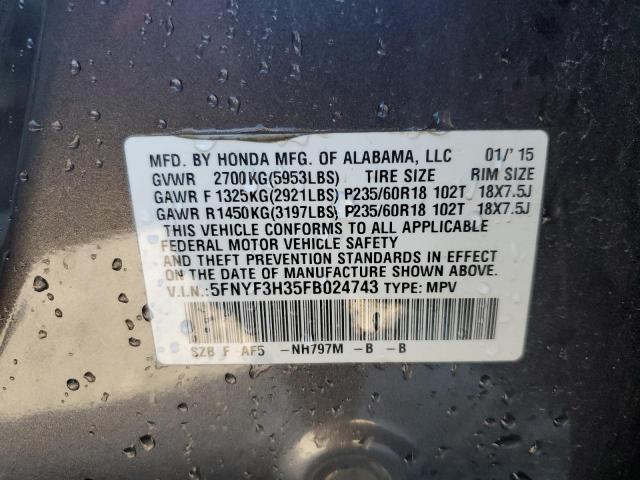 MFD. BY HONDA MFG. OF ALABAMA, LLC 01/'15
GVWR 2700KG(5953LBS) TIRE SIZE RIM SIZE
GAWR F 1325KG(2921LBS) P235/60R18 102T 18X7.5J
GAWR R1450KG(3197LBS) P235/60R18 102T 18X7.5J
THIS VEHICLE CONFORMS TO ALL APPLICABLE
FEDERAL MOTOR VEHICLE SAFETY
AND THEFT PREVENTION STANDARDS IN EFFECT
ON THE DATE OF MANUFACTURE SHOWN ABOVE.
V.I.N.:5FNYF3H35FB024743 TYPE: MPV
SZB F AF5 -NH797M -B -B